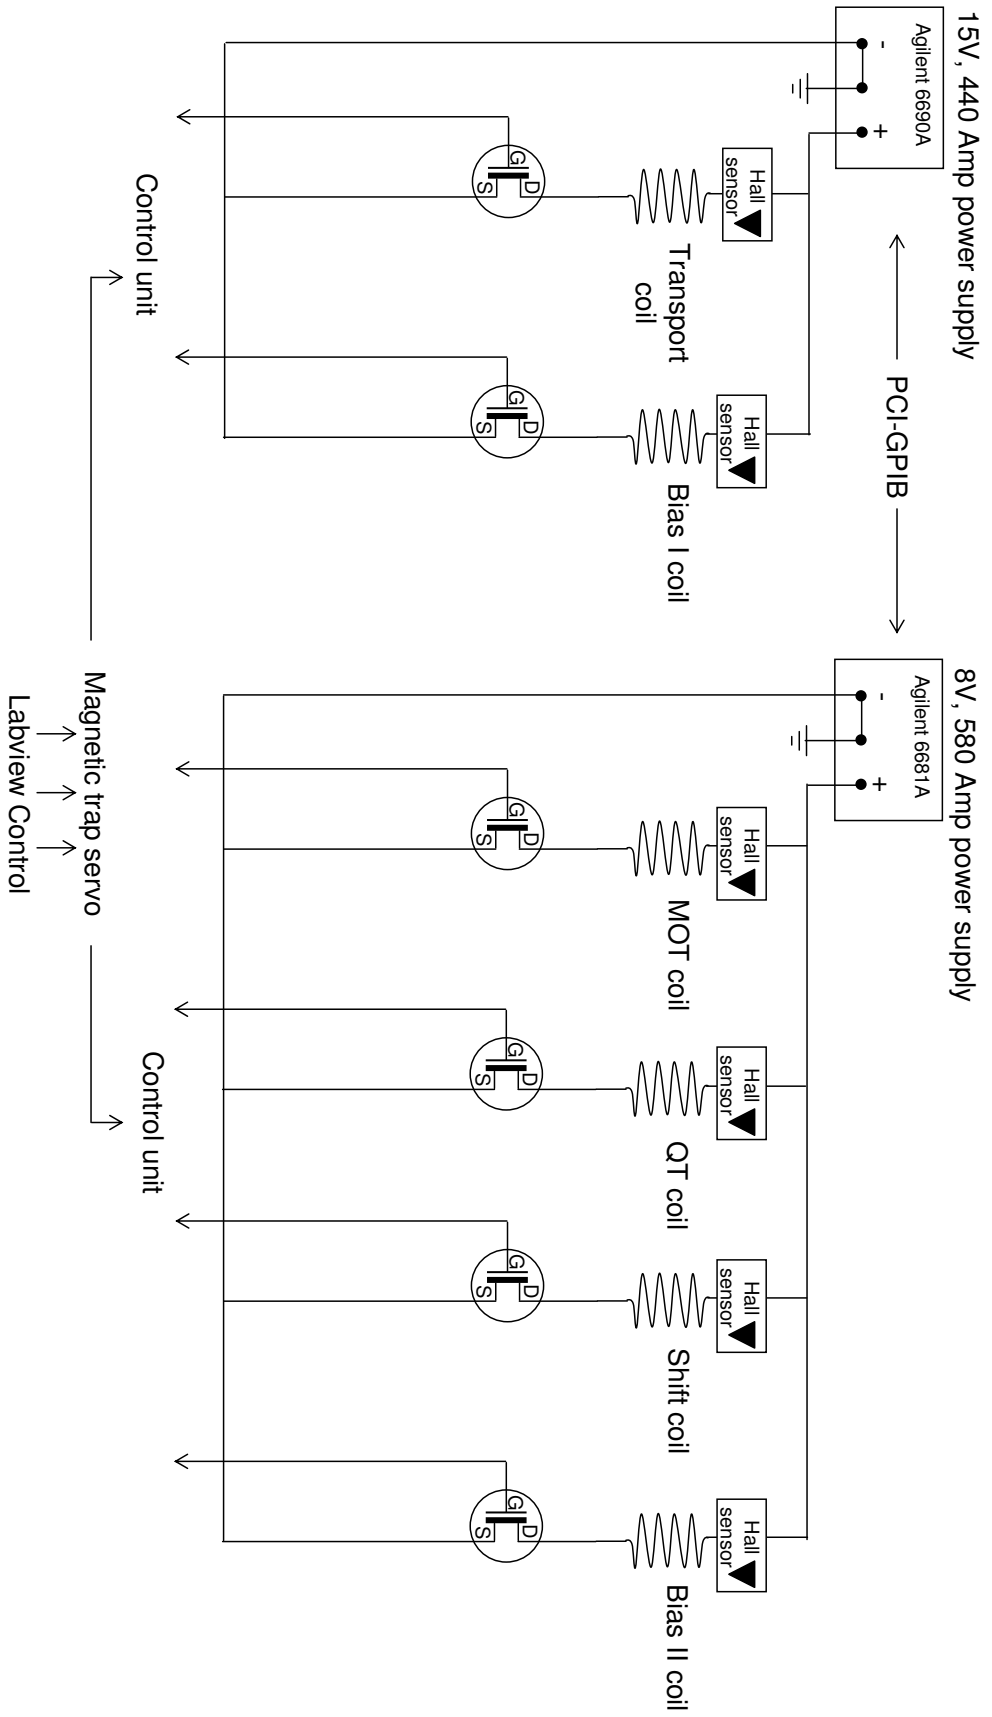 15V, 440 Amp power supply
8V, 580 Amp power supply
Agilent 6690A
- +
PCI-GPIB
Agilent 6681A
- +
Hall
sensor
Hall
sensor
Hall
sensor
Hall
sensor
Hall
sensor
Hall
sensor
Transport
coil
Bias I coil
MOT coil
QT coil
Shift coil
Bias II coil
G D S
G D S
G D S
G D S
G D S
G D S
Control unit
Control unit
Magnetic trap servo
Labview Control